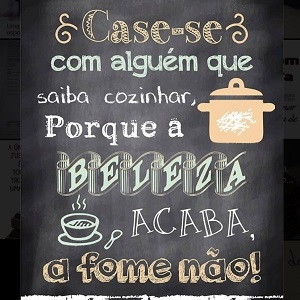 Case-se
com alguém que
saiba cozinhar,
Porque a
BELEZA
ACABA,
a fome não!